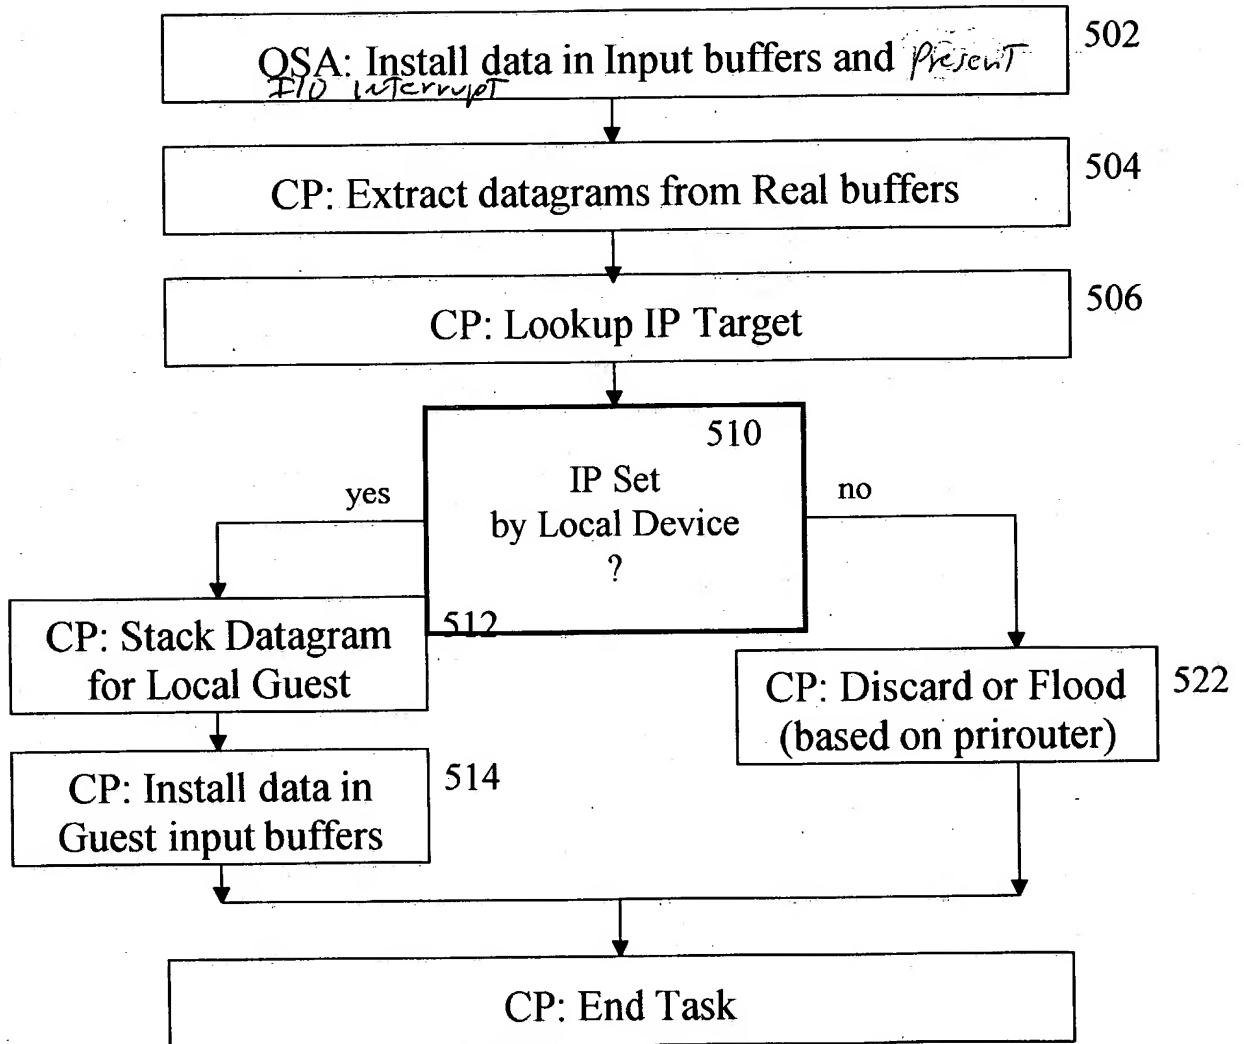 502
OSA: Install data in Input buffers and Present
I/O Interrupt
504
CP: Extract datagrams from Real buffers
506
CP: Lookup IP Target
510
IP Set
by Local Device
?
yes
no
512
CP: Stack Datagram
for Local Guest
CP: Discard or Flood
(based on prirouter)
522
CP: Install data in
Guest input buffers
514
CP: End Task